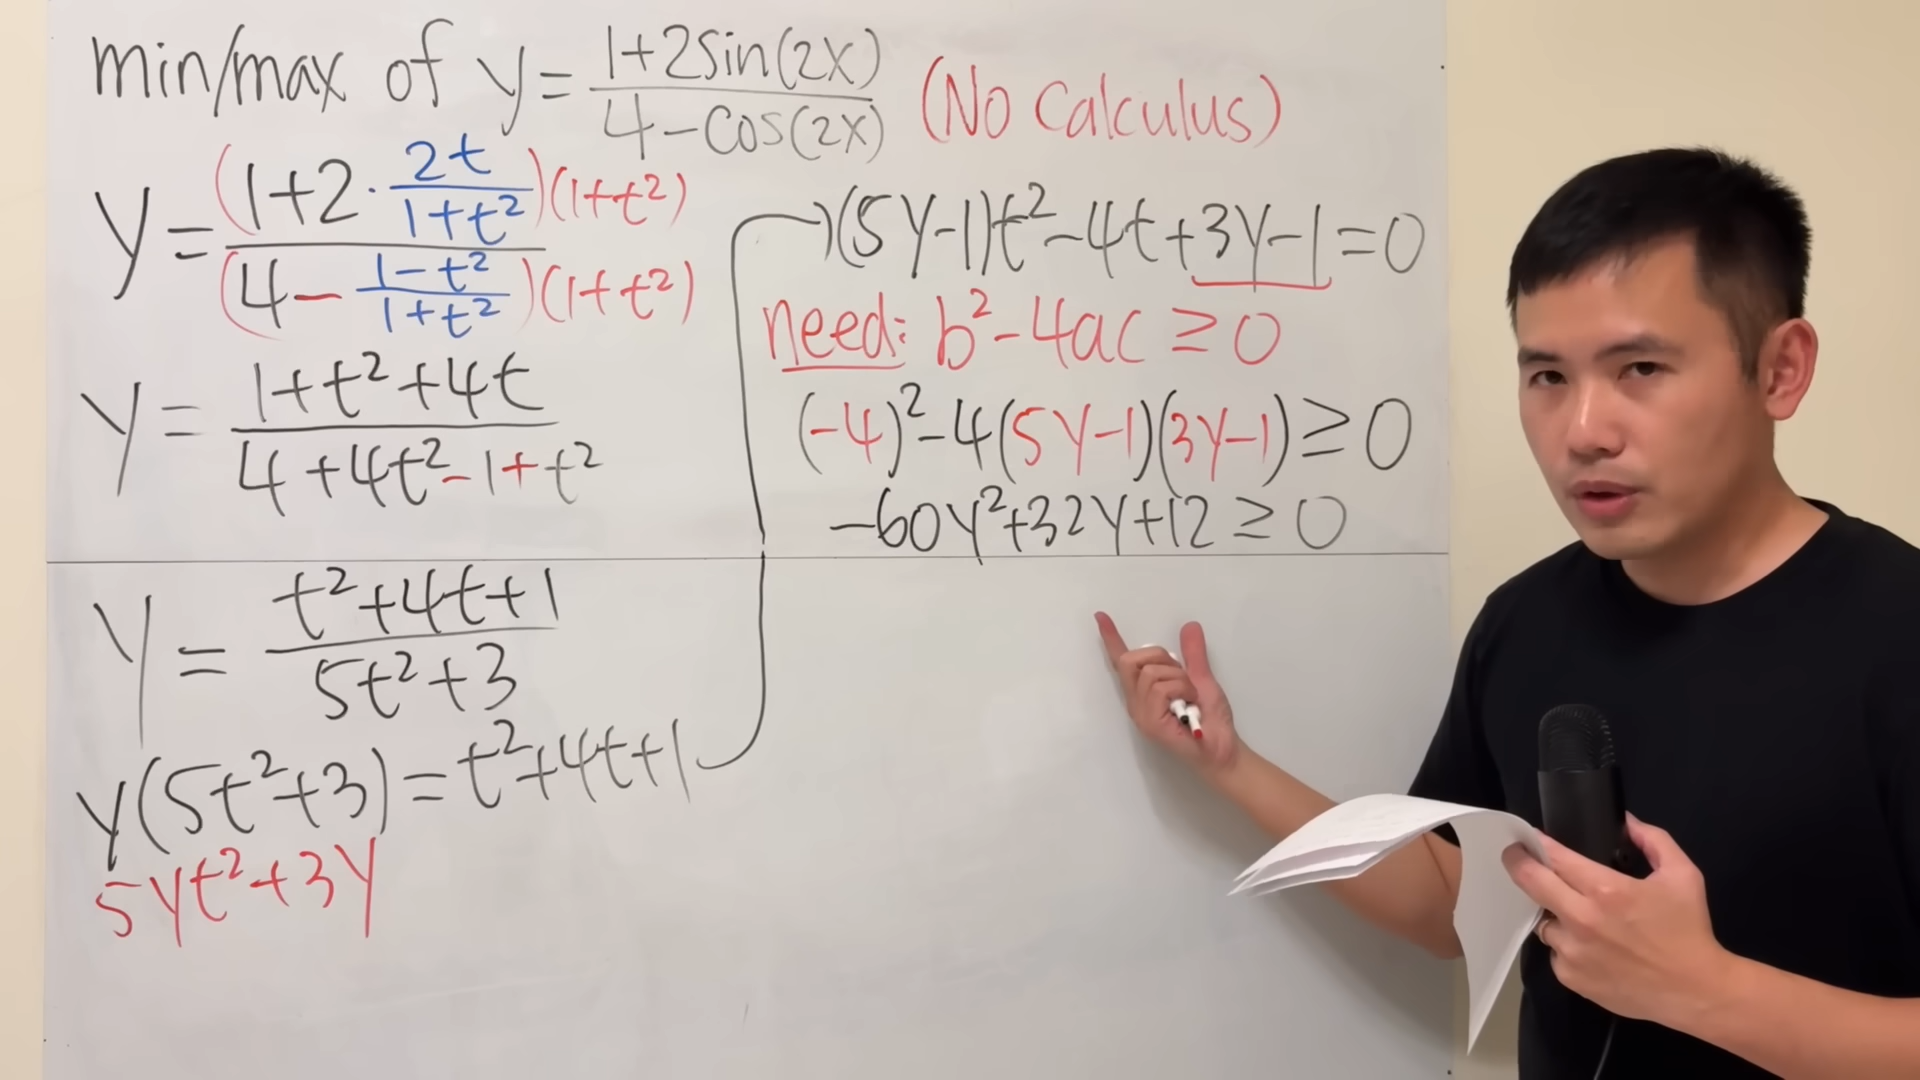 min/max of y = (1+2sin(2x))/(4-cos(2x)) (No Calculus)
y = ((1+2·2t/(1+t²))(1+t²))/((4-(1-t²)/(1+t²))(1+t²))
y = (1+t²+4t)/(4+4t²-1+t²)
y = (t²+4t+1)/(5t²+3)
y(5t²+3)=t²+4t+1
5yt²+3y
(5y-1)t²-4t+3y-1=0
need: b²-4ac ≥ 0
(-4)²-4(5y-1)(3y-1) ≥ 0
-60y²+32y+12 ≥ 0